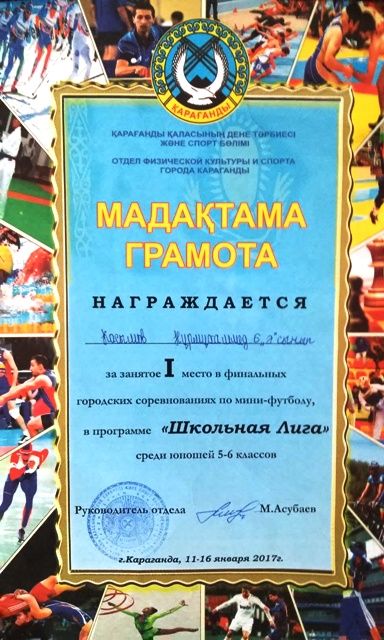 ҚАРАҒАНДЫ
ҚАРАҒАНДЫ ҚАЛАСЫНЫҢ ДЕНЕ ТӘРБИЕСІ
ЖӘНЕ СПОРТ БӨЛІМІ
ОТДЕЛ ФИЗИЧЕСКОЙ КУЛЬТУРЫ И СПОРТА
ГОРОДА КАРАГАНДЫ
МАДАҚТАМА
ГРАМОТА
НАГРАЖДАЕТСЯ
6 "ә" сынып
за занятое I место в финальных
городских соревнованиях по мини-футболу,
в программе «Школьная Лига»
среди юношей 5-6 классов
Руководитель отдела М.Асубаев
г.Караганда, 11-16 января 2017г.